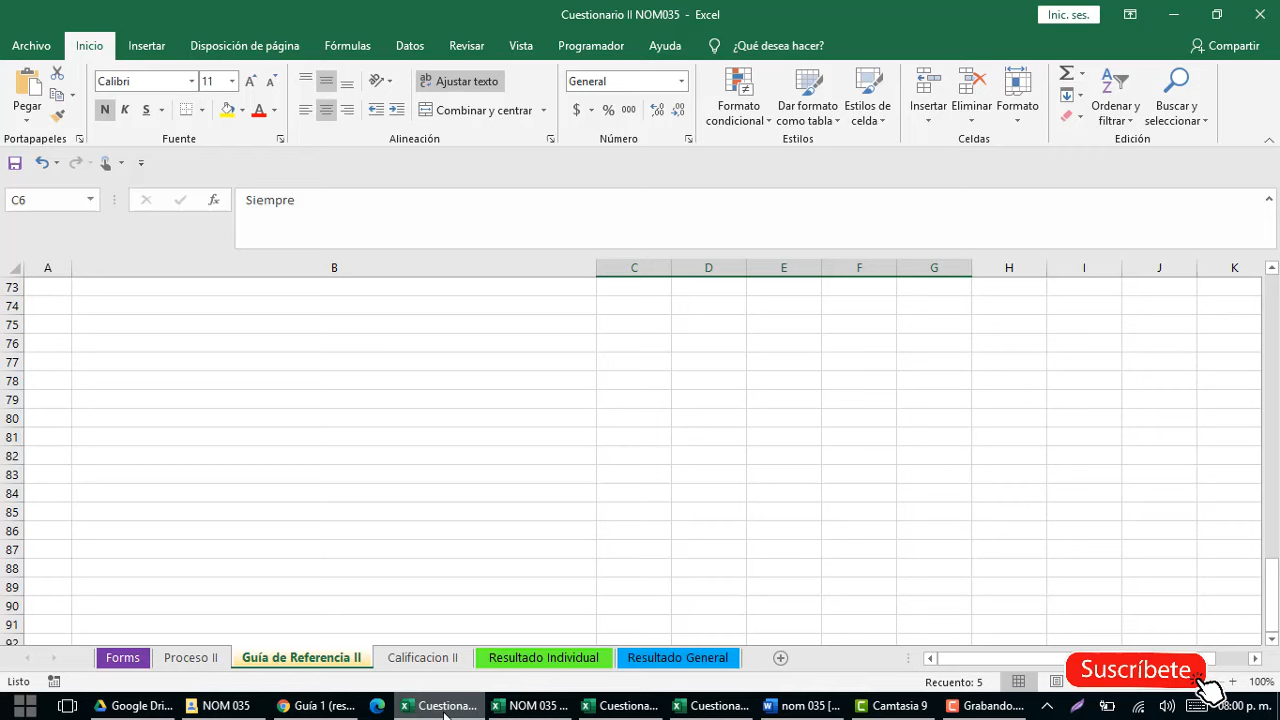 Cuestionario II NOM035 - Excel
Inic. ses.
Archivo Inicio Insertar Disposición de página Fórmulas Datos Revisar Vista Programador Ayuda ¿Qué desea hacer? Compartir
Pegar
Calibri 11
N K S
Ajustar texto
Combinar y centrar
General
$ % 000
Formato condicional
Dar formato como tabla
Estilos de celda
Insertar Eliminar Formato
Ordenar y filtrar
Buscar y seleccionar
Portapapeles Fuente Alineación Número Estilos Celdas Edición
C6 fx Siempre
A B C D E F G H I J K
73
74
75
76
77
78
79
80
81
82
83
84
85
86
87
88
89
90
91
92
Forms Proceso II Guía de Referencia II Calificacion II Resultado Individual Resultado General
Listo Recuento: 5 100%
Suscríbete
Google Dri... NOM 035 Guía 1 (res... Cuestiona... NOM 035 ... Cuestiona... Cuestiona... nom 035 [... Camtasia 9 Grabando.... 08:00 p. m.